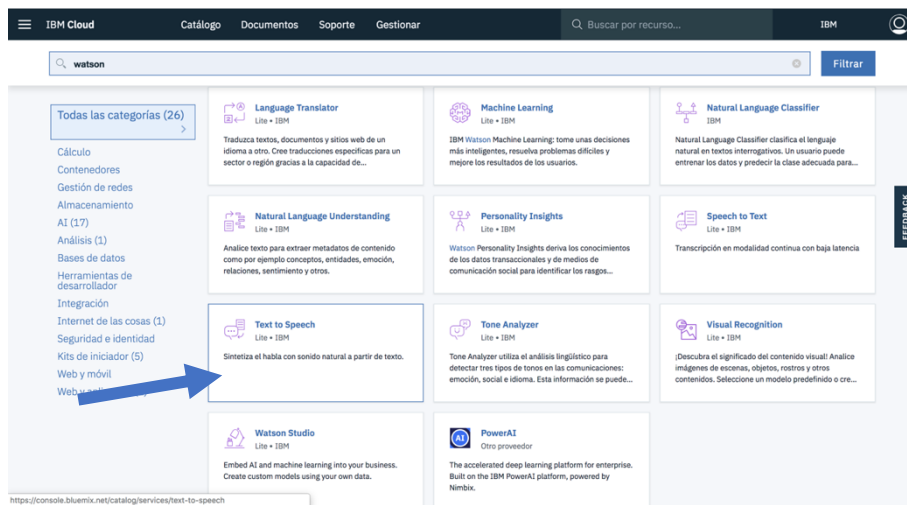 IBM Cloud
Catálogo
Documentos
Soporte
Gestionar
Buscar por recurso...
IBM
watson
Filtrar
Todas las categorías (26)
>
Cálculo
Contenedores
Gestión de redes
Almacenamiento
AI (17)
Análisis (1)
Bases de datos
Herramientas de
desarrollador
Integración
Internet de las cosas (1)
Seguridad e identidad
Kits de iniciador (5)
Web y móvil
Web y
Language Translator
Lite • IBM
Traduzca textos, documentos y sitios web de un
idioma a otro. Cree traducciones específicas para un
sector o región gracias a la capacidad de...
Machine Learning
Lite • IBM
IBM Watson Machine Learning: tome unas decisiones
más inteligentes, resuelva problemas difíciles y
mejore los resultados de los usuarios.
Natural Language Classifier
IBM
Natural Language Classifier clasifica el lenguaje
natural en textos interrogativos. Un usuario puede
entrenar los datos y predecir la clase adecuada para...
Natural Language Understanding
Lite • IBM
Analice texto para extraer metadatos de contenido
como por ejemplo conceptos, entidades, emoción,
relaciones, sentimiento y otros.
Personality Insights
Lite • IBM
Watson Personality Insights deriva los conocimientos
de los datos transaccionales y de medios de
comunicación social para identificar los rasgos...
Speech to Text
Lite • IBM
Transcripción en modalidad continua con baja latencia
FEEDBACK
Text to Speech
Lite • IBM
Sintetiza el habla con sonido natural a partir de texto.
Tone Analyzer
Lite • IBM
Tone Analyzer utiliza el análisis lingüístico para
detectar tres tipos de tonos en las comunicaciones:
emoción, social e idioma. Esta información se puede...
Visual Recognition
Lite • IBM
¡Descubra el significado del contenido visual! Analice
imágenes de escenas, objetos, rostros y otros
contenidos. Seleccione un modelo predefinido o cre...
Watson Studio
Lite • IBM
Embed AI and machine learning into your business.
Create custom models using your own data.
AI
PowerAI
Otro proveedor
The accelerated deep learning platform for enterprise.
Built on the IBM PowerAI platform, powered by
Nimbix.
https://console.bluemix.net/catalog/services/text-to-speech